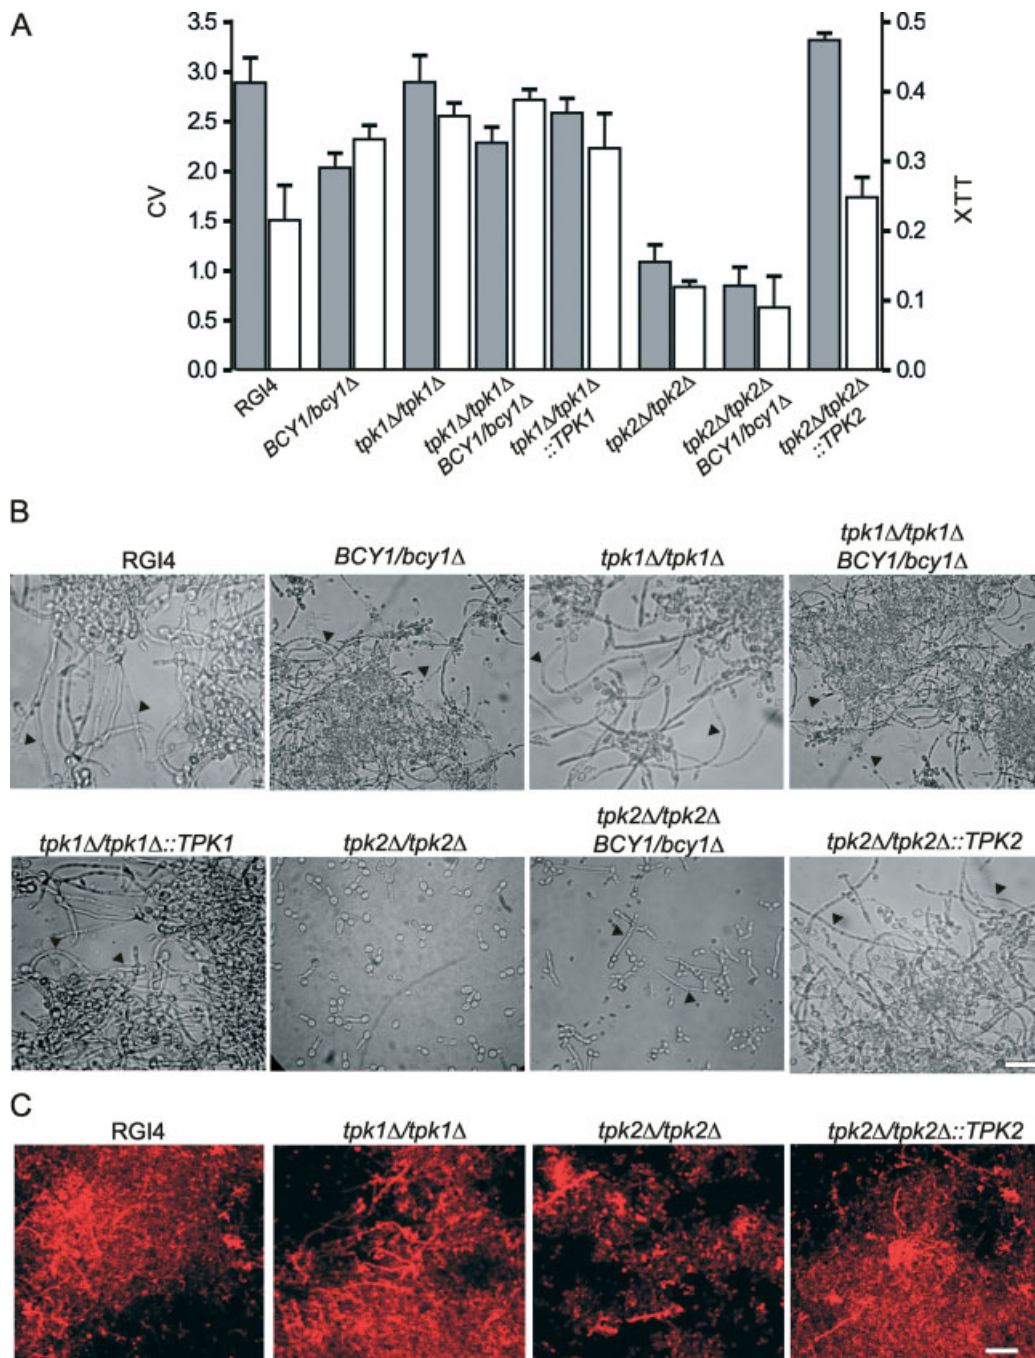 A
3.5
3.0
2.5
2.0
1.5
1.0
0.5
0.0
CV
0.5
0.4
0.3
0.2
0.1
0.0
XTT
RGI4
BCY1/bcy1Δ
tpk1Δ/tpk1Δ
tpk1Δ/tpk1Δ
BCY1/bcy1Δ
tpk1Δ/tpk1Δ
::TPK1
tpk2Δ/tpk2Δ
tpk2Δ/tpk2Δ
BCY1/bcy1Δ
tpk2Δ/tpk2Δ
::TPK2
B
RGI4
BCY1/bcy1Δ
tpk1Δ/tpk1Δ
tpk1Δ/tpk1Δ
BCY1/bcy1Δ
tpk1Δ/tpk1Δ::TPK1
tpk2Δ/tpk2Δ
tpk2Δ/tpk2Δ
BCY1/bcy1Δ
tpk2Δ/tpk2Δ::TPK2
C
RGI4
tpk1Δ/tpk1Δ
tpk2Δ/tpk2Δ
tpk2Δ/tpk2Δ::TPK2